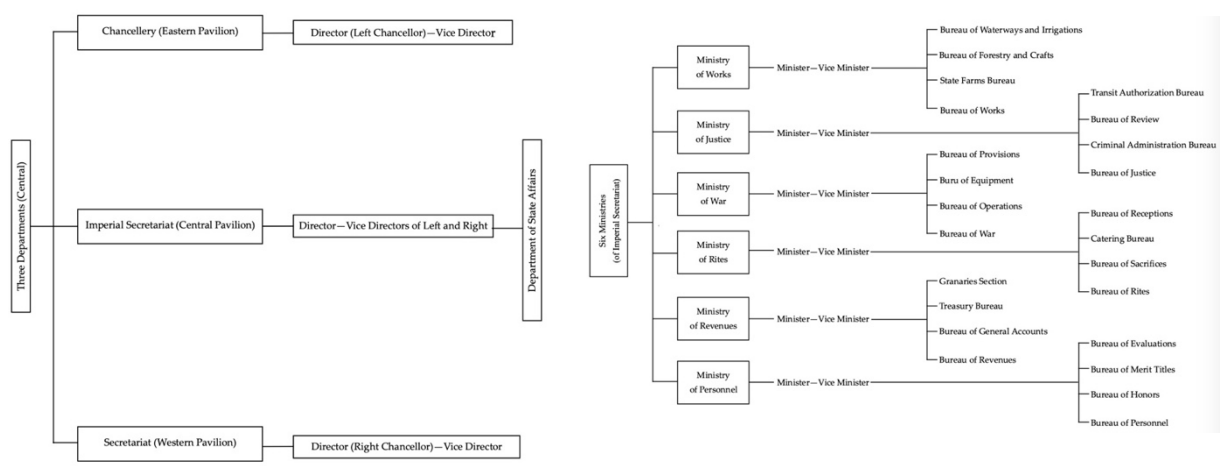 Three Departments (Central)
Chancellery (Eastern Pavilion)
Director (Left Chancellor)—Vice Director
Imperial Secretariat (Central Pavilion)
Director—Vice Directors of Left and Right
Department of State Affairs
Secretariat (Western Pavilion)
Director (Right Chancellor)—Vice Director
Six Ministries
(of Imperial Secretariat)
Ministry
of Works
Minister—Vice Minister
Bureau of Waterways and Irrigations
Bureau of Forestry and Crafts
State Farms Bureau
Bureau of Works
Ministry
of Justice
Minister—Vice Minister
Transit Authorization Bureau
Bureau of Review
Criminal Administration Bureau
Bureau of Justice
Ministry
of War
Minister—Vice Minister
Bureau of Provisions
Buru of Equipment
Bureau of Operations
Bureau of War
Ministry
of Rites
Minister—Vice Minister
Bureau of Receptions
Catering Bureau
Bureau of Sacrifices
Bureau of Rites
Ministry
of Revenues
Minister—Vice Minister
Granaries Section
Treasury Bureau
Bureau of General Accounts
Bureau of Revenues
Ministry
of Personnel
Minister—Vice Minister
Bureau of Evaluations
Bureau of Merit Titles
Bureau of Honors
Bureau of Personnel